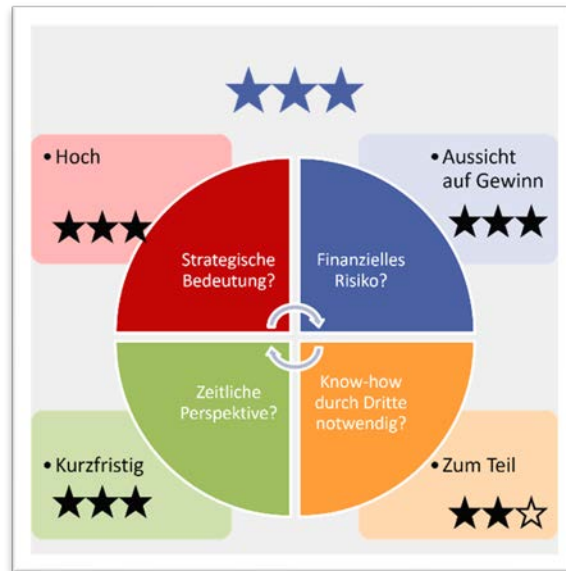 • Hoch
• Aussicht
auf Gewinn
Strategische
Bedeutung?
Finanzielles
Risiko?
Zeitliche
Perspektive?
Know-how
durch Dritte
notwendig?
• Kurzfristig
• Zum Teil